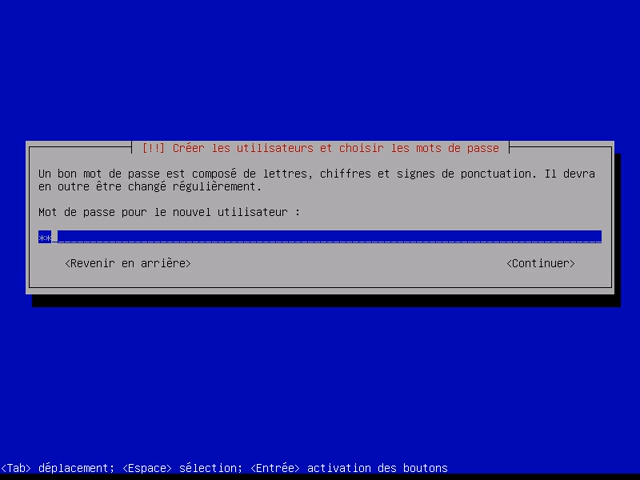 [!!] Créer les utilisateurs et choisir les mots de passe
Un bon mot de passe est composé de lettres, chiffres et signes de ponctuation. Il devra
en outre être changé régulièrement.
Mot de passe pour le nouvel utilisateur :
**
<Revenir en arrière> <Continuer>
<Tab> déplacement; <Espace> sélection; <Entrée> activation des boutons